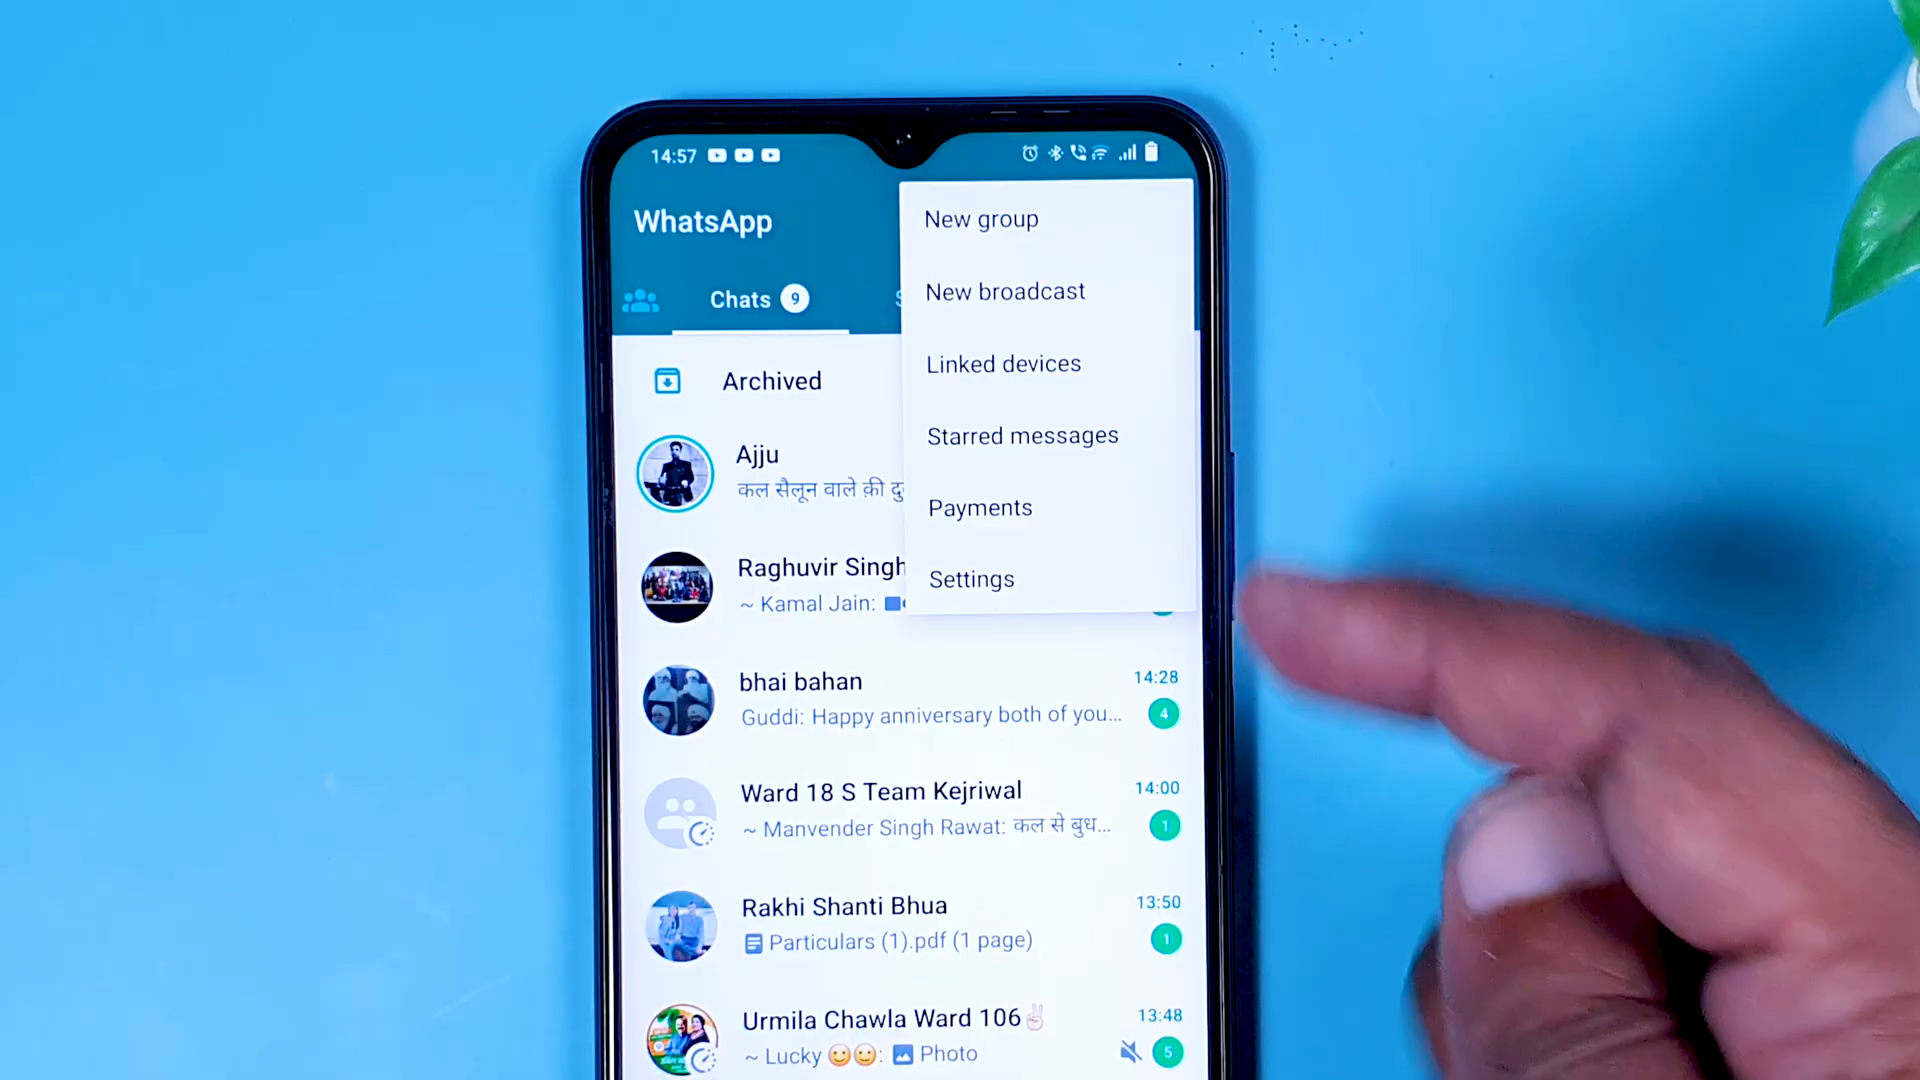 14:57
WhatsApp
Chats 9
New group
New broadcast
Linked devices
Starred messages
Payments
Settings
Archived
Ajju
कल सैलून वाले की
Raghuvir Singh
~ Kamal Jain:
bhai bahan 14:28
Guddi: Happy anniversary both of you... 4
Ward 18 S Team Kejriwal 14:00
~ Manvender Singh Rawat: कल से बुध... 1
Rakhi Shanti Bhua 13:50
Particulars (1).pdf (1 page) 1
Urmila Chawla Ward 106✌ 13:48
~ Lucky 🙂🙂: Photo 5